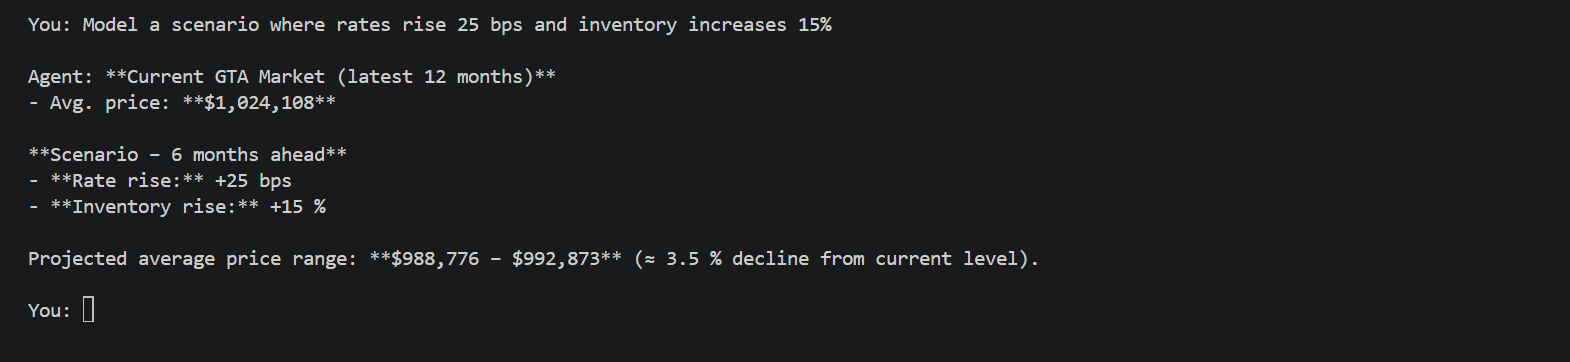 You: Model a scenario where rates rise 25 bps and inventory increases 15%
Agent: **Current GTA Market (latest 12 months)**
- Avg. price: **$1,024,108**
**Scenario – 6 months ahead**
- **Rate rise:** +25 bps
- **Inventory rise:** +15 %
Projected average price range: **$988,776 – $992,873** (≈ 3.5 % decline from current level).
You: